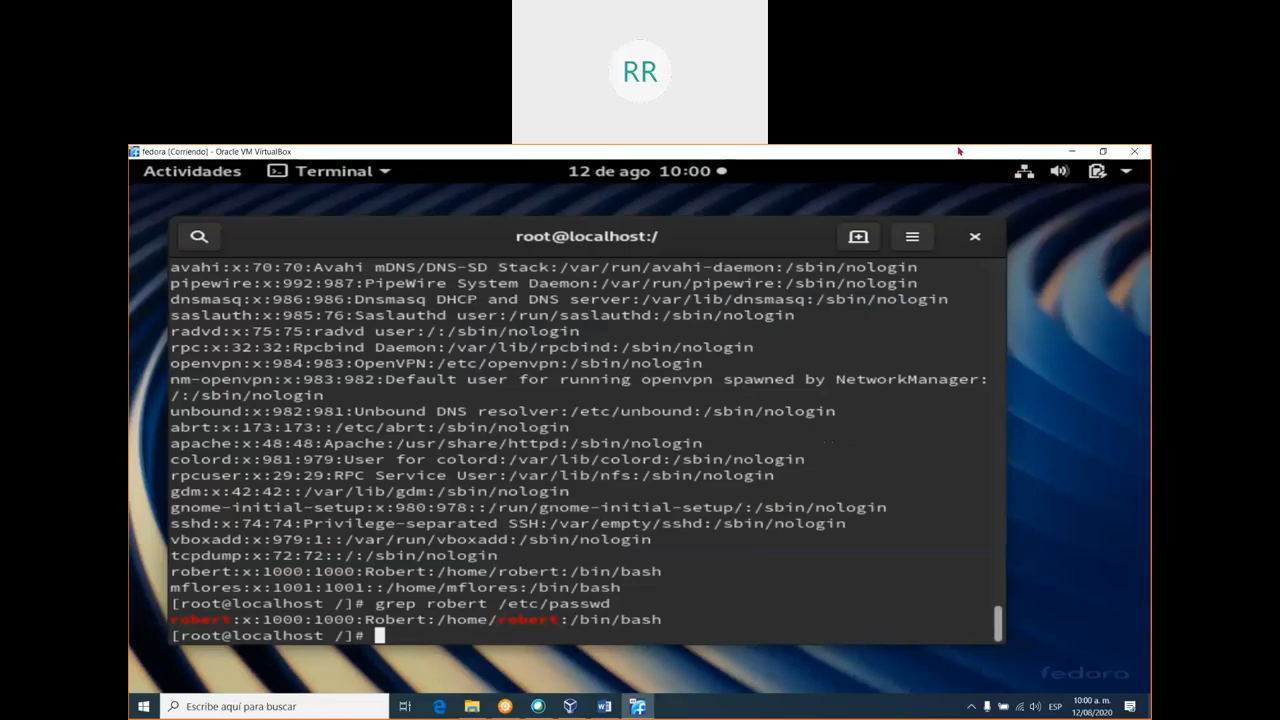 RR
fedora [Corriendo] - Oracle VM VirtualBox
Actividades Terminal 12 de ago 10:00
root@localhost:/
avahi:x:70:70:Avahi mDNS/DNS-SD Stack:/var/run/avahi-daemon:/sbin/nologin
pipewire:x:992:987:PipeWire System Daemon:/var/run/pipewire:/sbin/nologin
dnsmasq:x:986:986:Dnsmasq DHCP and DNS server:/var/lib/dnsmasq:/sbin/nologin
saslauth:x:985:76:Saslauthd user:/run/saslauthd:/sbin/nologin
radvd:x:75:75:radvd user:/:/sbin/nologin
rpc:x:32:32:Rpcbind Daemon:/var/lib/rpcbind:/sbin/nologin
openvpn:x:984:983:OpenVPN:/etc/openvpn:/sbin/nologin
nm-openvpn:x:983:982:Default user for running openvpn spawned by NetworkManager:
/:/sbin/nologin
unbound:x:982:981:Unbound DNS resolver:/etc/unbound:/sbin/nologin
abrt:x:173:173::/etc/abrt:/sbin/nologin
apache:x:48:48:Apache:/usr/share/httpd:/sbin/nologin
colord:x:981:979:User for colord:/var/lib/colord:/sbin/nologin
rpcuser:x:29:29:RPC Service User:/var/lib/nfs:/sbin/nologin
gdm:x:42:42::/var/lib/gdm:/sbin/nologin
gnome-initial-setup:x:980:978::/run/gnome-initial-setup/:/sbin/nologin
sshd:x:74:74:Privilege-separated SSH:/var/empty/sshd:/sbin/nologin
vboxadd:x:979:1::/var/run/vboxadd:/sbin/nologin
tcpdump:x:72:72::/:/sbin/nologin
robert:x:1000:1000:Robert:/home/robert:/bin/bash
mflores:x:1001:1001::/home/mflores:/bin/bash
[root@localhost /]# grep robert /etc/passwd
robert:x:1000:1000:Robert:/home/robert:/bin/bash
[root@localhost /]#
fedora
Escribe aquí para buscar
ESP
10:00 a. m.
12/08/2020